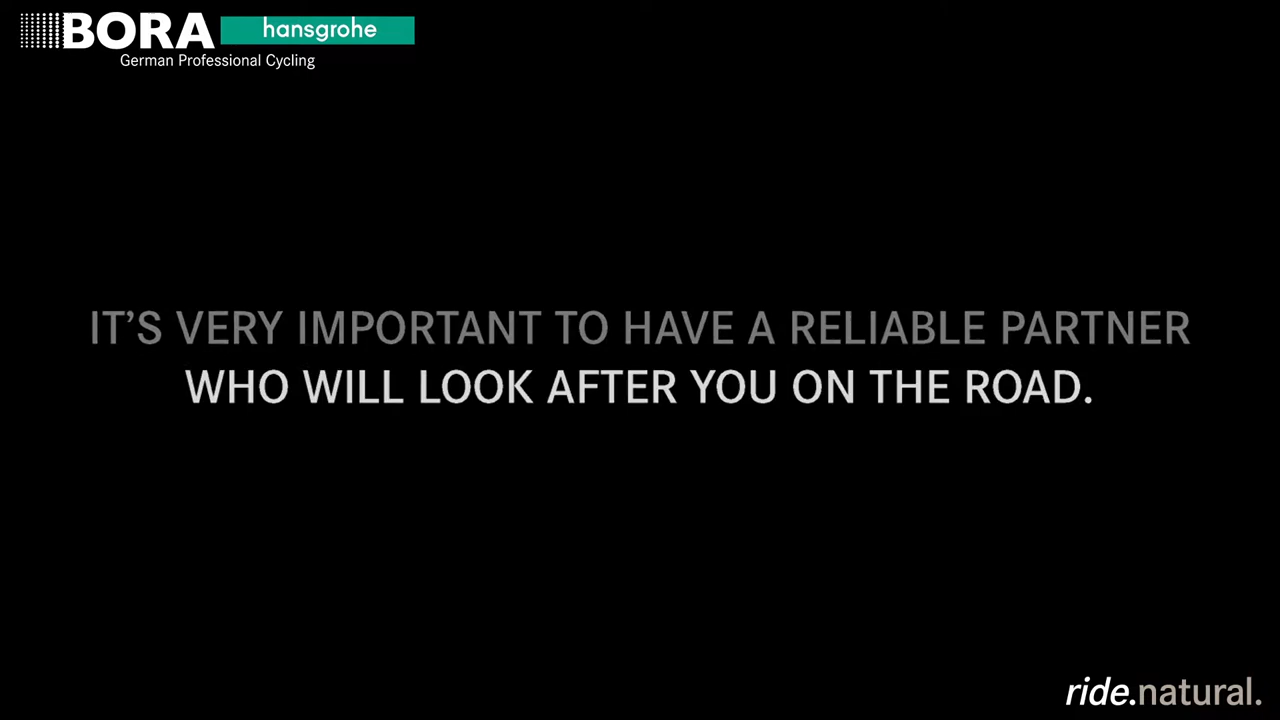 BORA hansgrohe
German Professional Cycling
IT’S VERY IMPORTANT TO HAVE A RELIABLE PARTNER
WHO WILL LOOK AFTER YOU ON THE ROAD.
ride.natural.